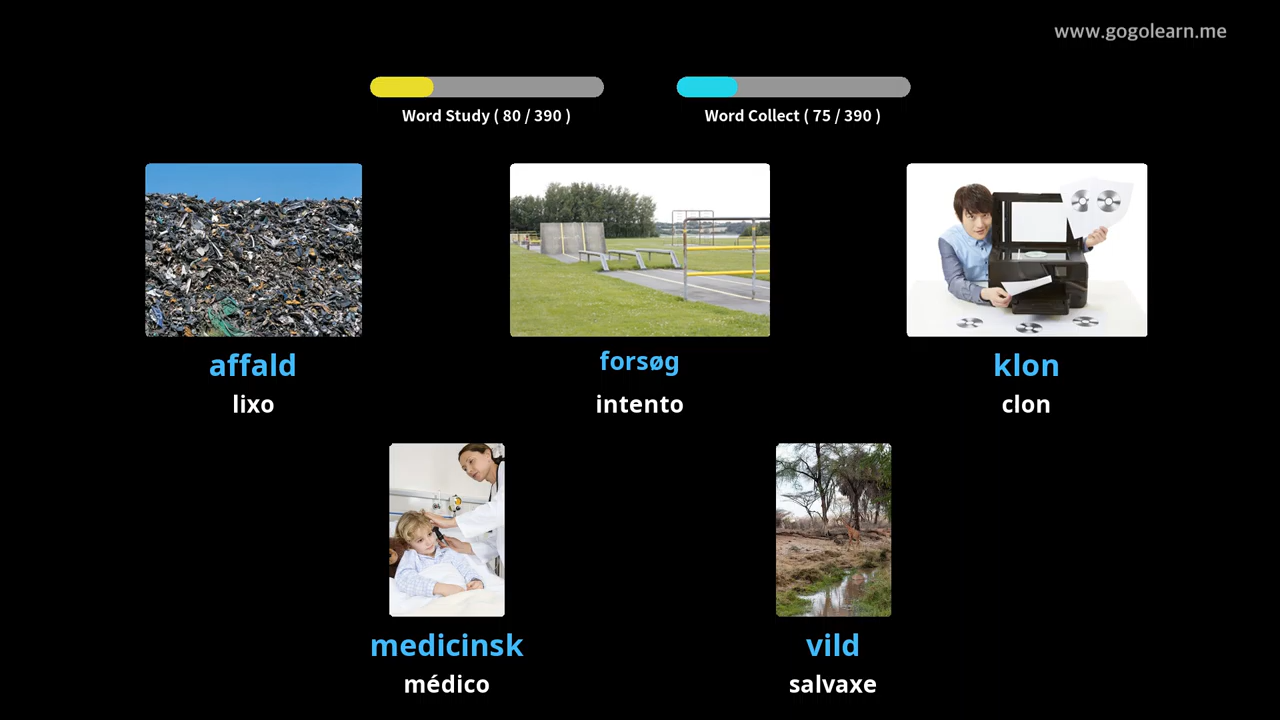 www.gogolearn.me
Word Study ( 80 / 390 )
Word Collect ( 75 / 390 )
affald
lixo
forsøg
intento
klon
clon
medicinsk
médico
vild
salvaxe